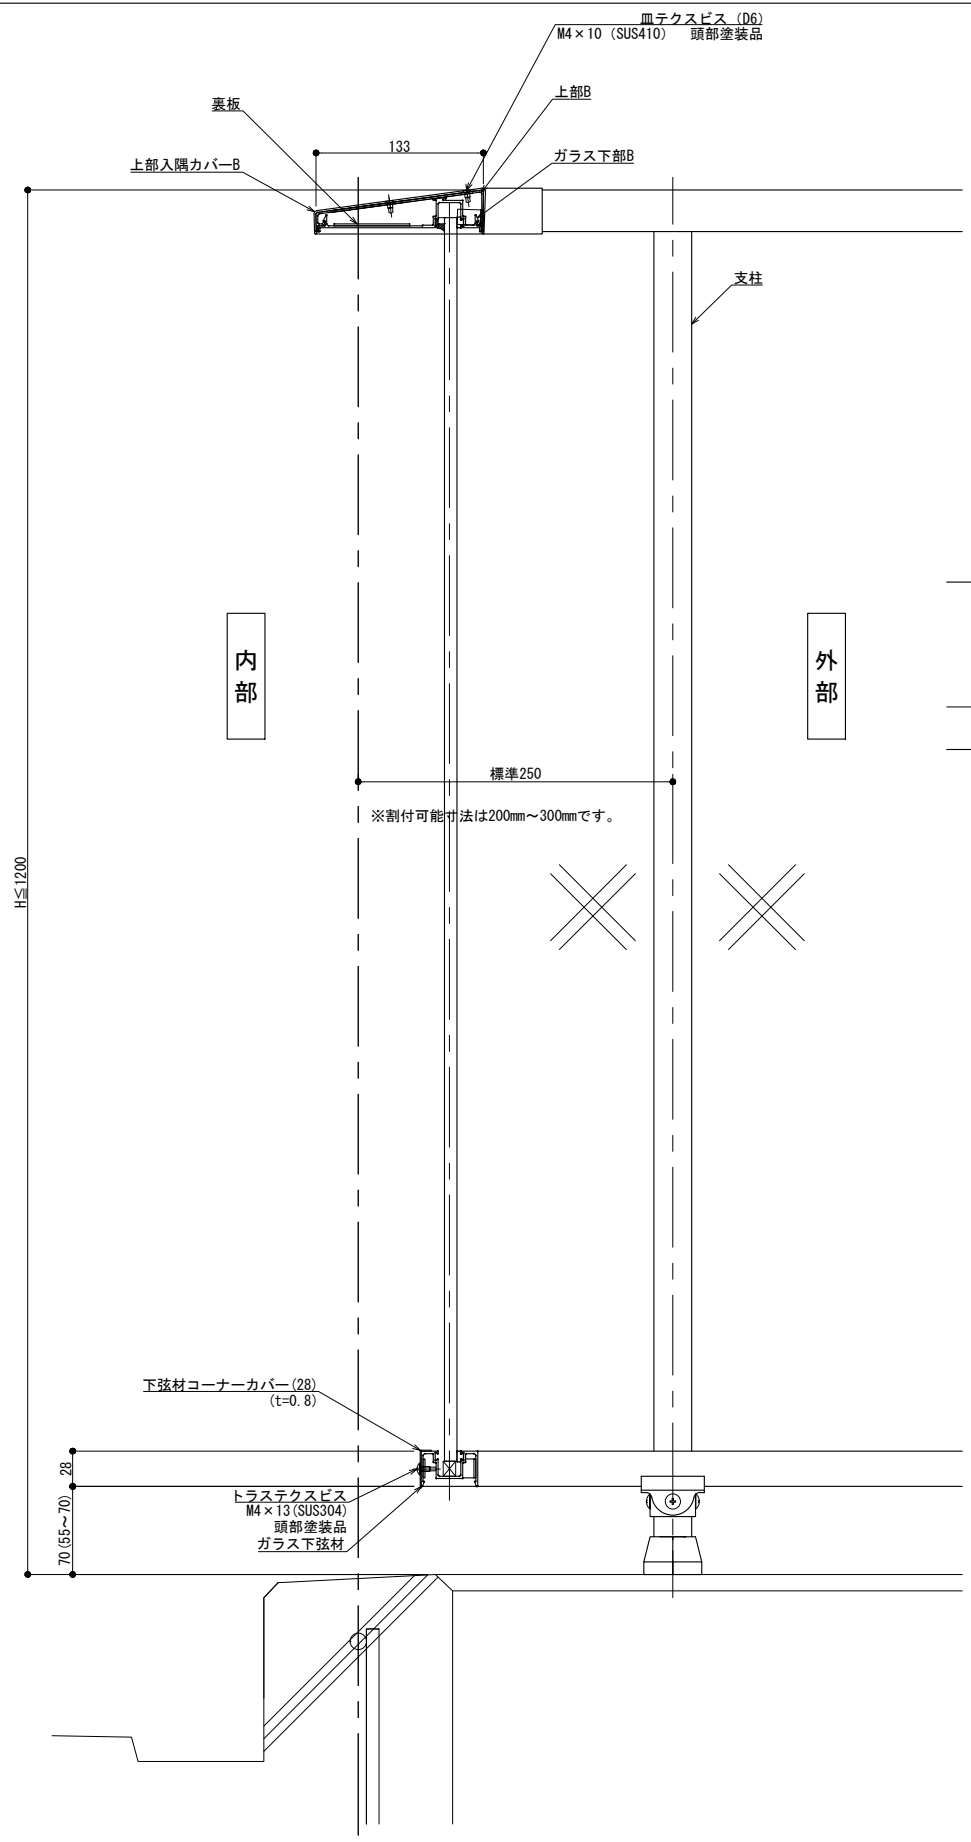 皿テクスビス (D6)
M4×10 (SUS410) 頭部塗装品
上部B
裏板
133
ガラス下部B
上部入隅カバーB
支柱
内部
外部
標準250
※割付可能寸法は200mm～300mmです。
H≦1200
下弦材コーナーカバー(28)
(t=0.8)
28
トラステクスビス
M4×13(SUS304)
頭部塗装品
ガラス下弦材
70(55～70)